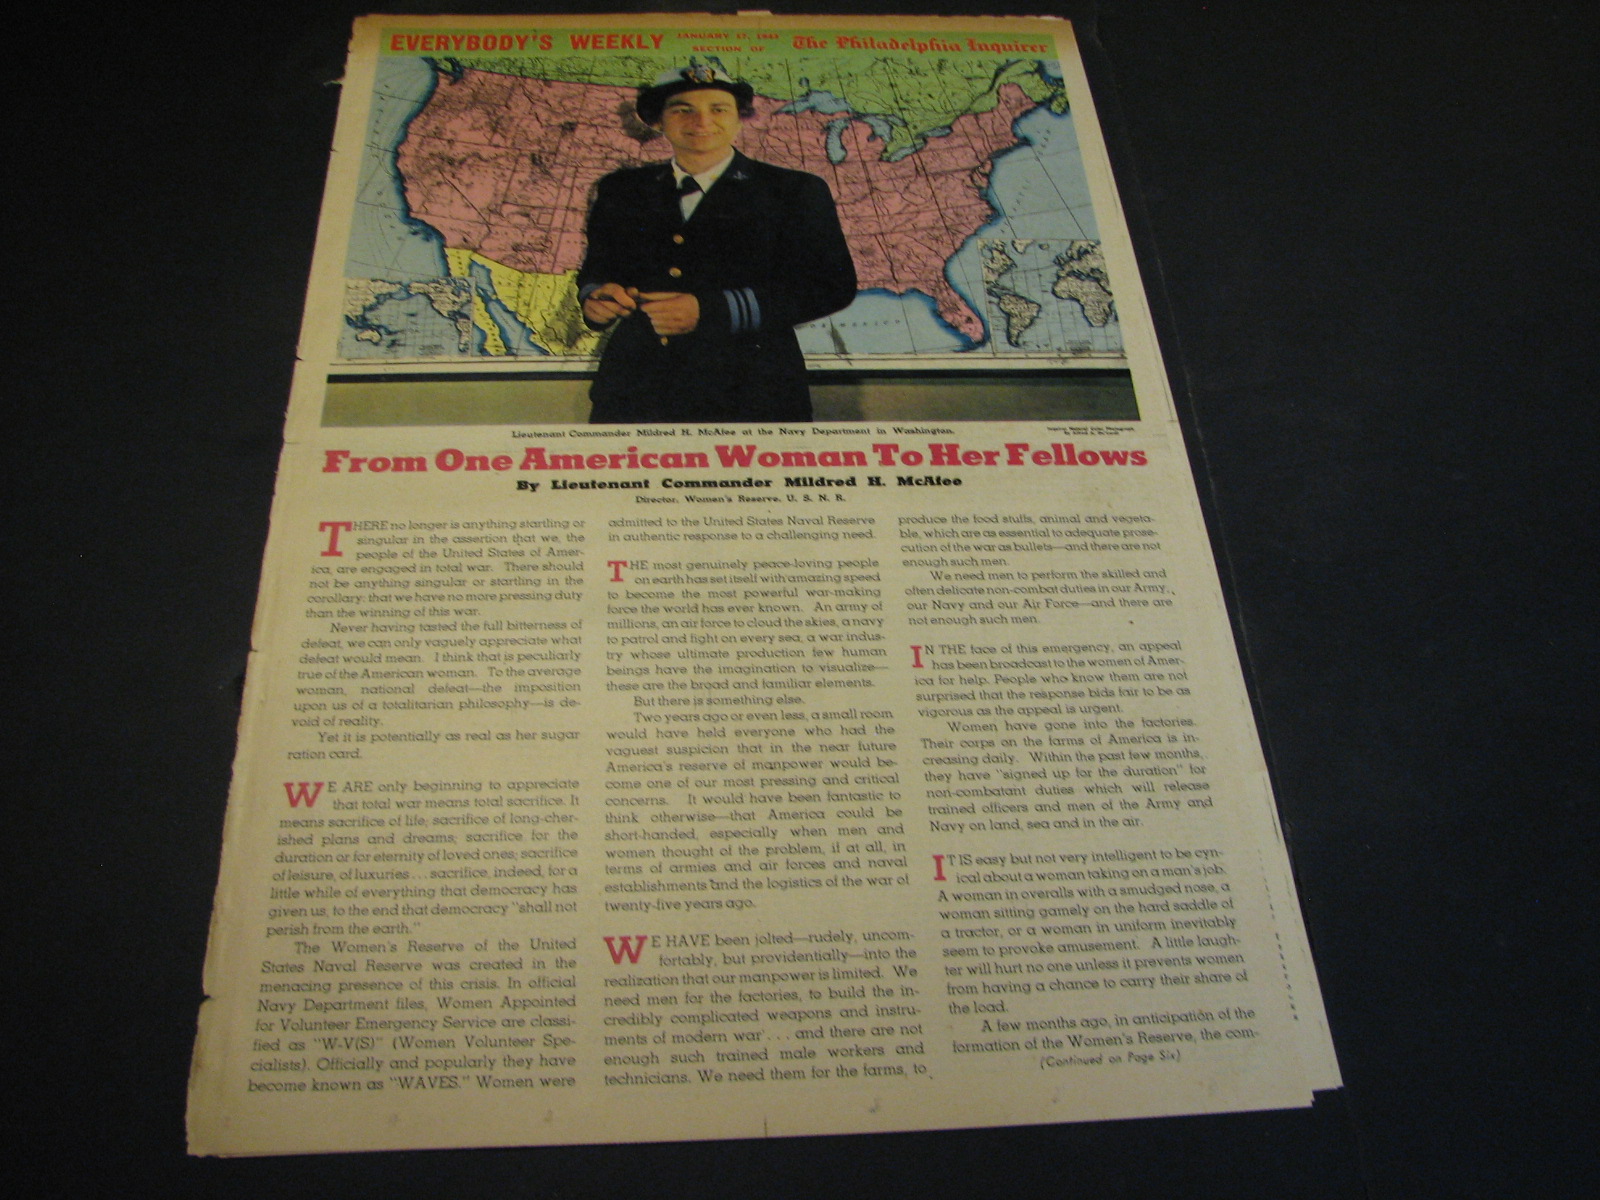 EVERYBODY'S WEEKLY
JANUARY 17, 1943
SECTION OF
The Philadelphia Inquirer
Lieutenant Commander Mildred H. McAfee at the Navy Department in Washington.
From One American Woman To Her Fellows
By Lieutenant Commander Mildred H. McAfee
Director, Women's Reserve, U. S. N. R.
THERE no longer is anything startling or
singular in the assertion that we, the
people of the United States of Amer-
ica, are engaged in total war. There should
not be anything singular or startling in the
corollary: that we have no more pressing duty
than the winning of this war.
Never having tasted the full bitterness of
defeat, we can only vaguely appreciate what
defeat would mean. I think that is peculiarly
true of the American woman. To the average
woman, national defeat—the imposition
upon us of a totalitarian philosophy—is de-
void of reality.
Yet it is potentially as real as her sugar
ration card.
WE ARE only beginning to appreciate
that total war means total sacrifice. It
means sacrifice of life; sacrifice of long-cher-
ished plans and dreams; sacrifice for the
duration or for eternity of loved ones; sacrifice
of leisure, of luxuries . . . sacrifice, indeed, for a
little while of everything that democracy has
given us, to the end that democracy "shall not
perish from the earth."
The Women's Reserve of the United
States Naval Reserve was created in the
menacing presence of this crisis. In official
Navy Department files, Women Appointed
for Volunteer Emergency Service are classi-
fied as "W-V(S)" (Women Volunteer Spe-
cialists). Officially and popularly they have
become known as "WAVES." Women were
admitted to the United States Naval Reserve
in authentic response to a challenging need.
THE most genuinely peace-loving people
on earth has set itself with amazing speed
to become the most powerful war-making
force the world has ever known. An army of
millions, an air force to cloud the skies, a navy
to patrol and fight on every sea, a war indus-
try whose ultimate production few human
beings have the imagination to visualize—
these are the broad and familiar elements.
But there is something else.
Two years ago or even less, a small room
would have held everyone who had the
vaguest suspicion that in the near future
America's reserve of manpower would be-
come one of our most pressing and critical
concerns. It would have been fantastic to
think otherwise—that America could be
short-handed, especially when men and
women thought of the problem, if at all, in
terms of armies and air forces and naval
establishments and the logistics of the war of
twenty-five years ago.
WE HAVE been jolted—rudely, uncom-
fortably, but providentially—into the
realization that our manpower is limited. We
need men for the factories, to build the in-
credibly complicated weapons and instru-
ments of modern war . . . and there are not
enough such trained male workers and
technicians. We need them for the farms, to
produce the food stuffs, animal and vegeta-
ble, which are as essential to adequate prose-
cution of the war as bullets—and there are not
enough such men.
We need men to perform the skilled and
often delicate non-combat duties in our Army,
our Navy and our Air Force—and there are
not enough such men.
IN THE face of this emergency, an appeal
has been broadcast to the women of Amer-
ica for help. People who know them are not
surprised that the response bids fair to be as
vigorous as the appeal is urgent.
Women have gone into the factories.
Their corps on the farms of America is in-
creasing daily. Within the past few months,
they have "signed up for the duration" for
non-combatant duties which will release
trained officers and men of the Army and
Navy on land, sea and in the air.
IT IS easy but not very intelligent to be cyn-
ical about a woman taking on a man's job.
A woman in overalls with a smudged nose, a
woman sitting gamely on the hard saddle of
a tractor, or a woman in uniform inevitably
seem to provoke amusement. A little laugh-
ter will hurt no one unless it prevents women
from having a chance to carry their share of
the load.
A few months ago, in anticipation of the
formation of the Women's Reserve, the com-
(Continued on Page Six)